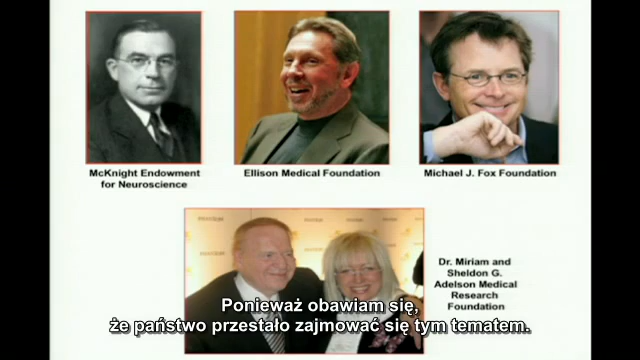 McKnight Endowment
for Neuroscience
Ellison Medical Foundation
Michael J. Fox Foundation
Dr. Miriam and
Sheldon G.
Adelson Medical
Research
Foundation
Ponieważ obawiam się,
że państwo przestało zajmować się tym tematem.